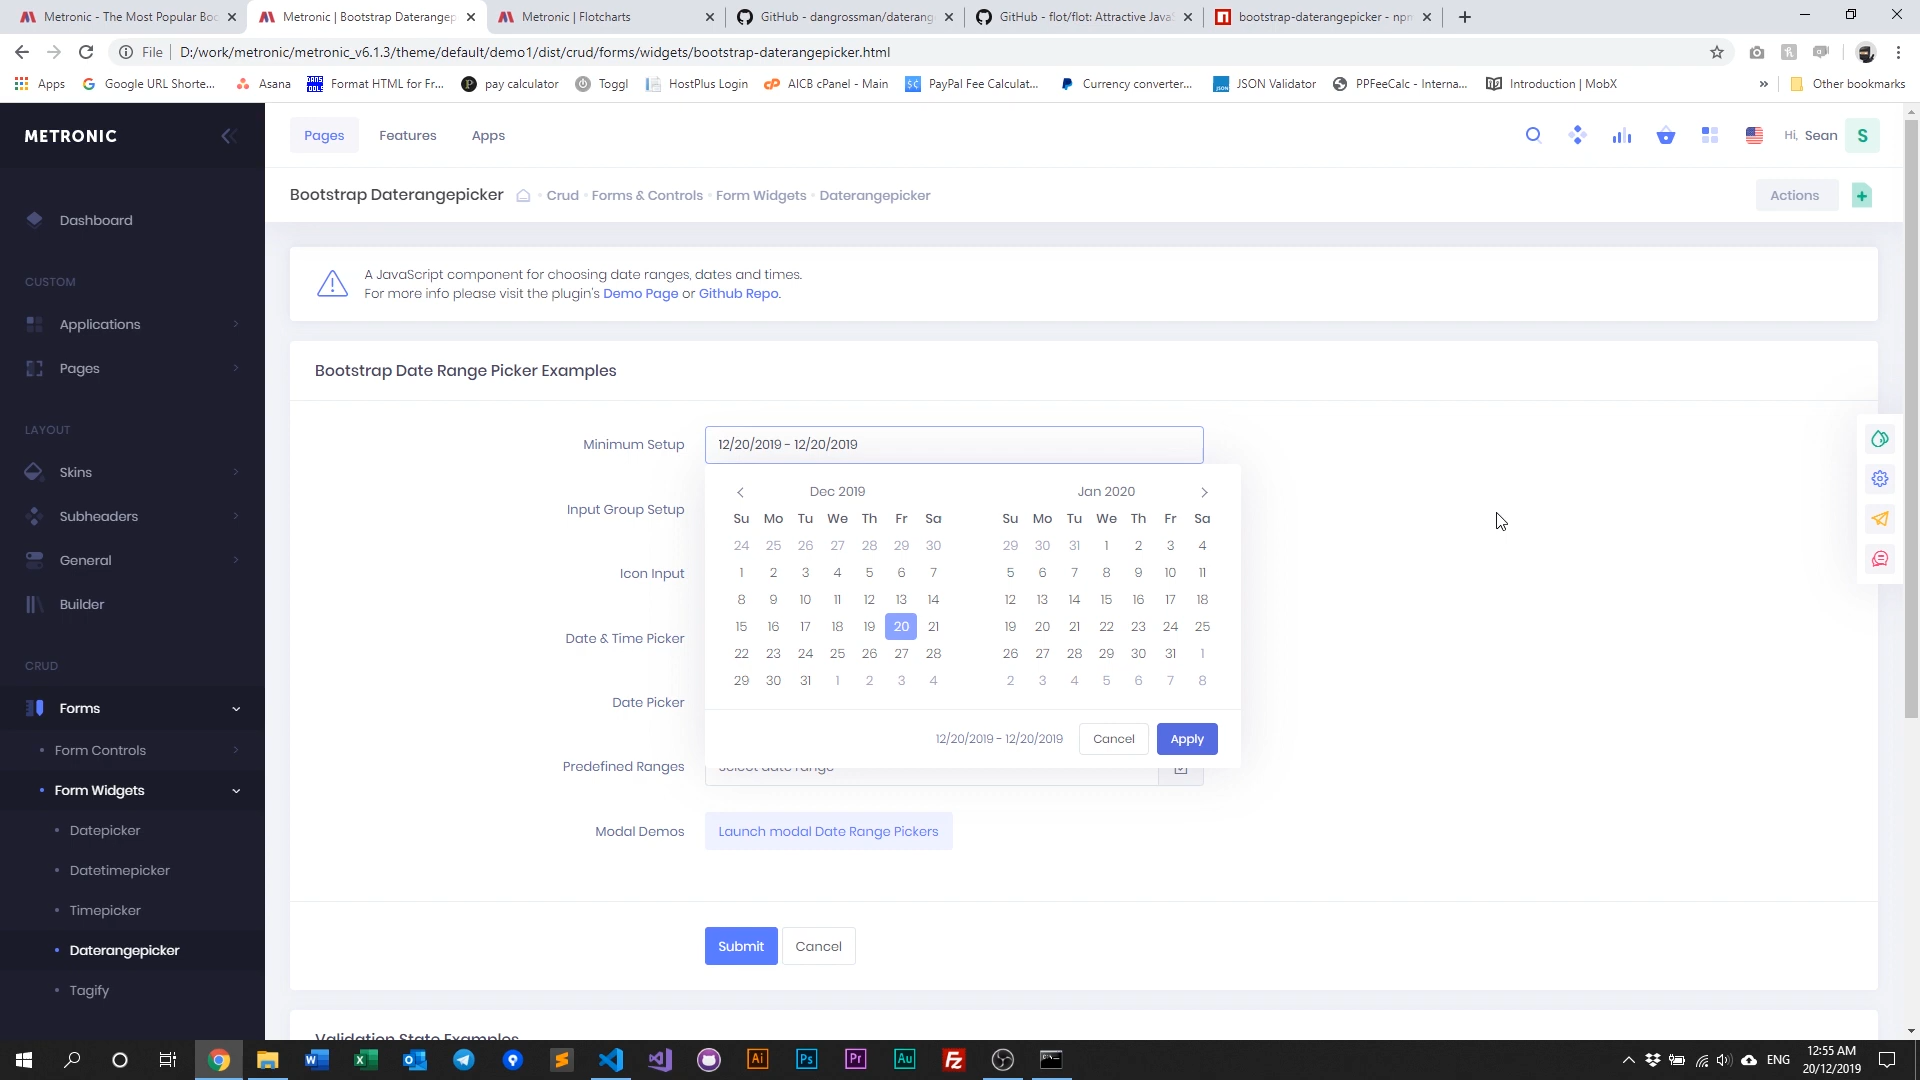 Metronic - The Most Popular Boo
Metronic | Bootstrap Daterangep
Metronic | Flotcharts
GitHub - dangrossman/daterang
GitHub - flot/flot: Attractive Java
bootstrap-daterangepicker - npm
File
D:/work/metronic/metronic_v6.1.3/theme/default/demo1/dist/crud/forms/widgets/bootstrap-daterangepicker.html
Apps
Google URL Shorte...
Asana
Format HTML for Fr...
pay calculator
Toggl
HostPlus Login
AICB cPanel - Main
PayPal Fee Calculat...
Currency converter...
JSON Validator
PPFeeCalc - Interna...
Introduction | MobX
Other bookmarks
METRONIC
Pages
Features
Apps
Hi, Sean
S
Bootstrap Daterangepicker
Crud
Forms & Controls
Form Widgets
Daterangepicker
Actions
Dashboard
CUSTOM
Applications
Pages
LAYOUT
Skins
Subheaders
General
Builder
CRUD
Forms
Form Controls
Form Widgets
Datepicker
Datetimepicker
Timepicker
Daterangepicker
Tagify
A JavaScript component for choosing date ranges, dates and times.
For more info please visit the plugin's Demo Page or Github Repo.
Bootstrap Date Range Picker Examples
Minimum Setup
12/20/2019 - 12/20/2019
Input Group Setup
Icon Input
Date & Time Picker
Date Picker
Predefined Ranges
Select date range
Modal Demos
Launch modal Date Range Pickers
Dec 2019
Su Mo Tu We Th Fr Sa
24 25 26 27 28 29 30
1 2 3 4 5 6 7
8 9 10 11 12 13 14
15 16 17 18 19 20 21
22 23 24 25 26 27 28
29 30 31 1 2 3 4
Jan 2020
Su Mo Tu We Th Fr Sa
29 30 31 1 2 3 4
5 6 7 8 9 10 11
12 13 14 15 16 17 18
19 20 21 22 23 24 25
26 27 28 29 30 31 1
2 3 4 5 6 7 8
12/20/2019 - 12/20/2019
Cancel
Apply
Submit
Cancel
Validation State Examples
ENG
12:55 AM
20/12/2019